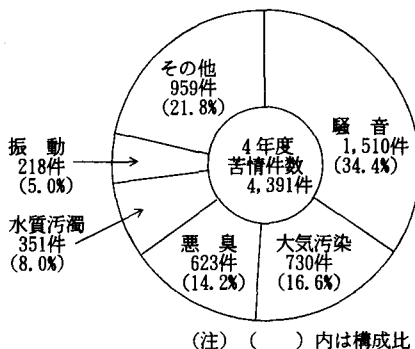 その他
959件
(21.8%)
騒 音
1,510件
(34.4%)
4年度
苦情件数
4,391件
振 動
218件
(5.0%)
水質汚濁
351件
(8.0%)
悪 臭
623件
(14.2%)
大気汚染
730件
(16.6%)
(注) ( )内は構成比